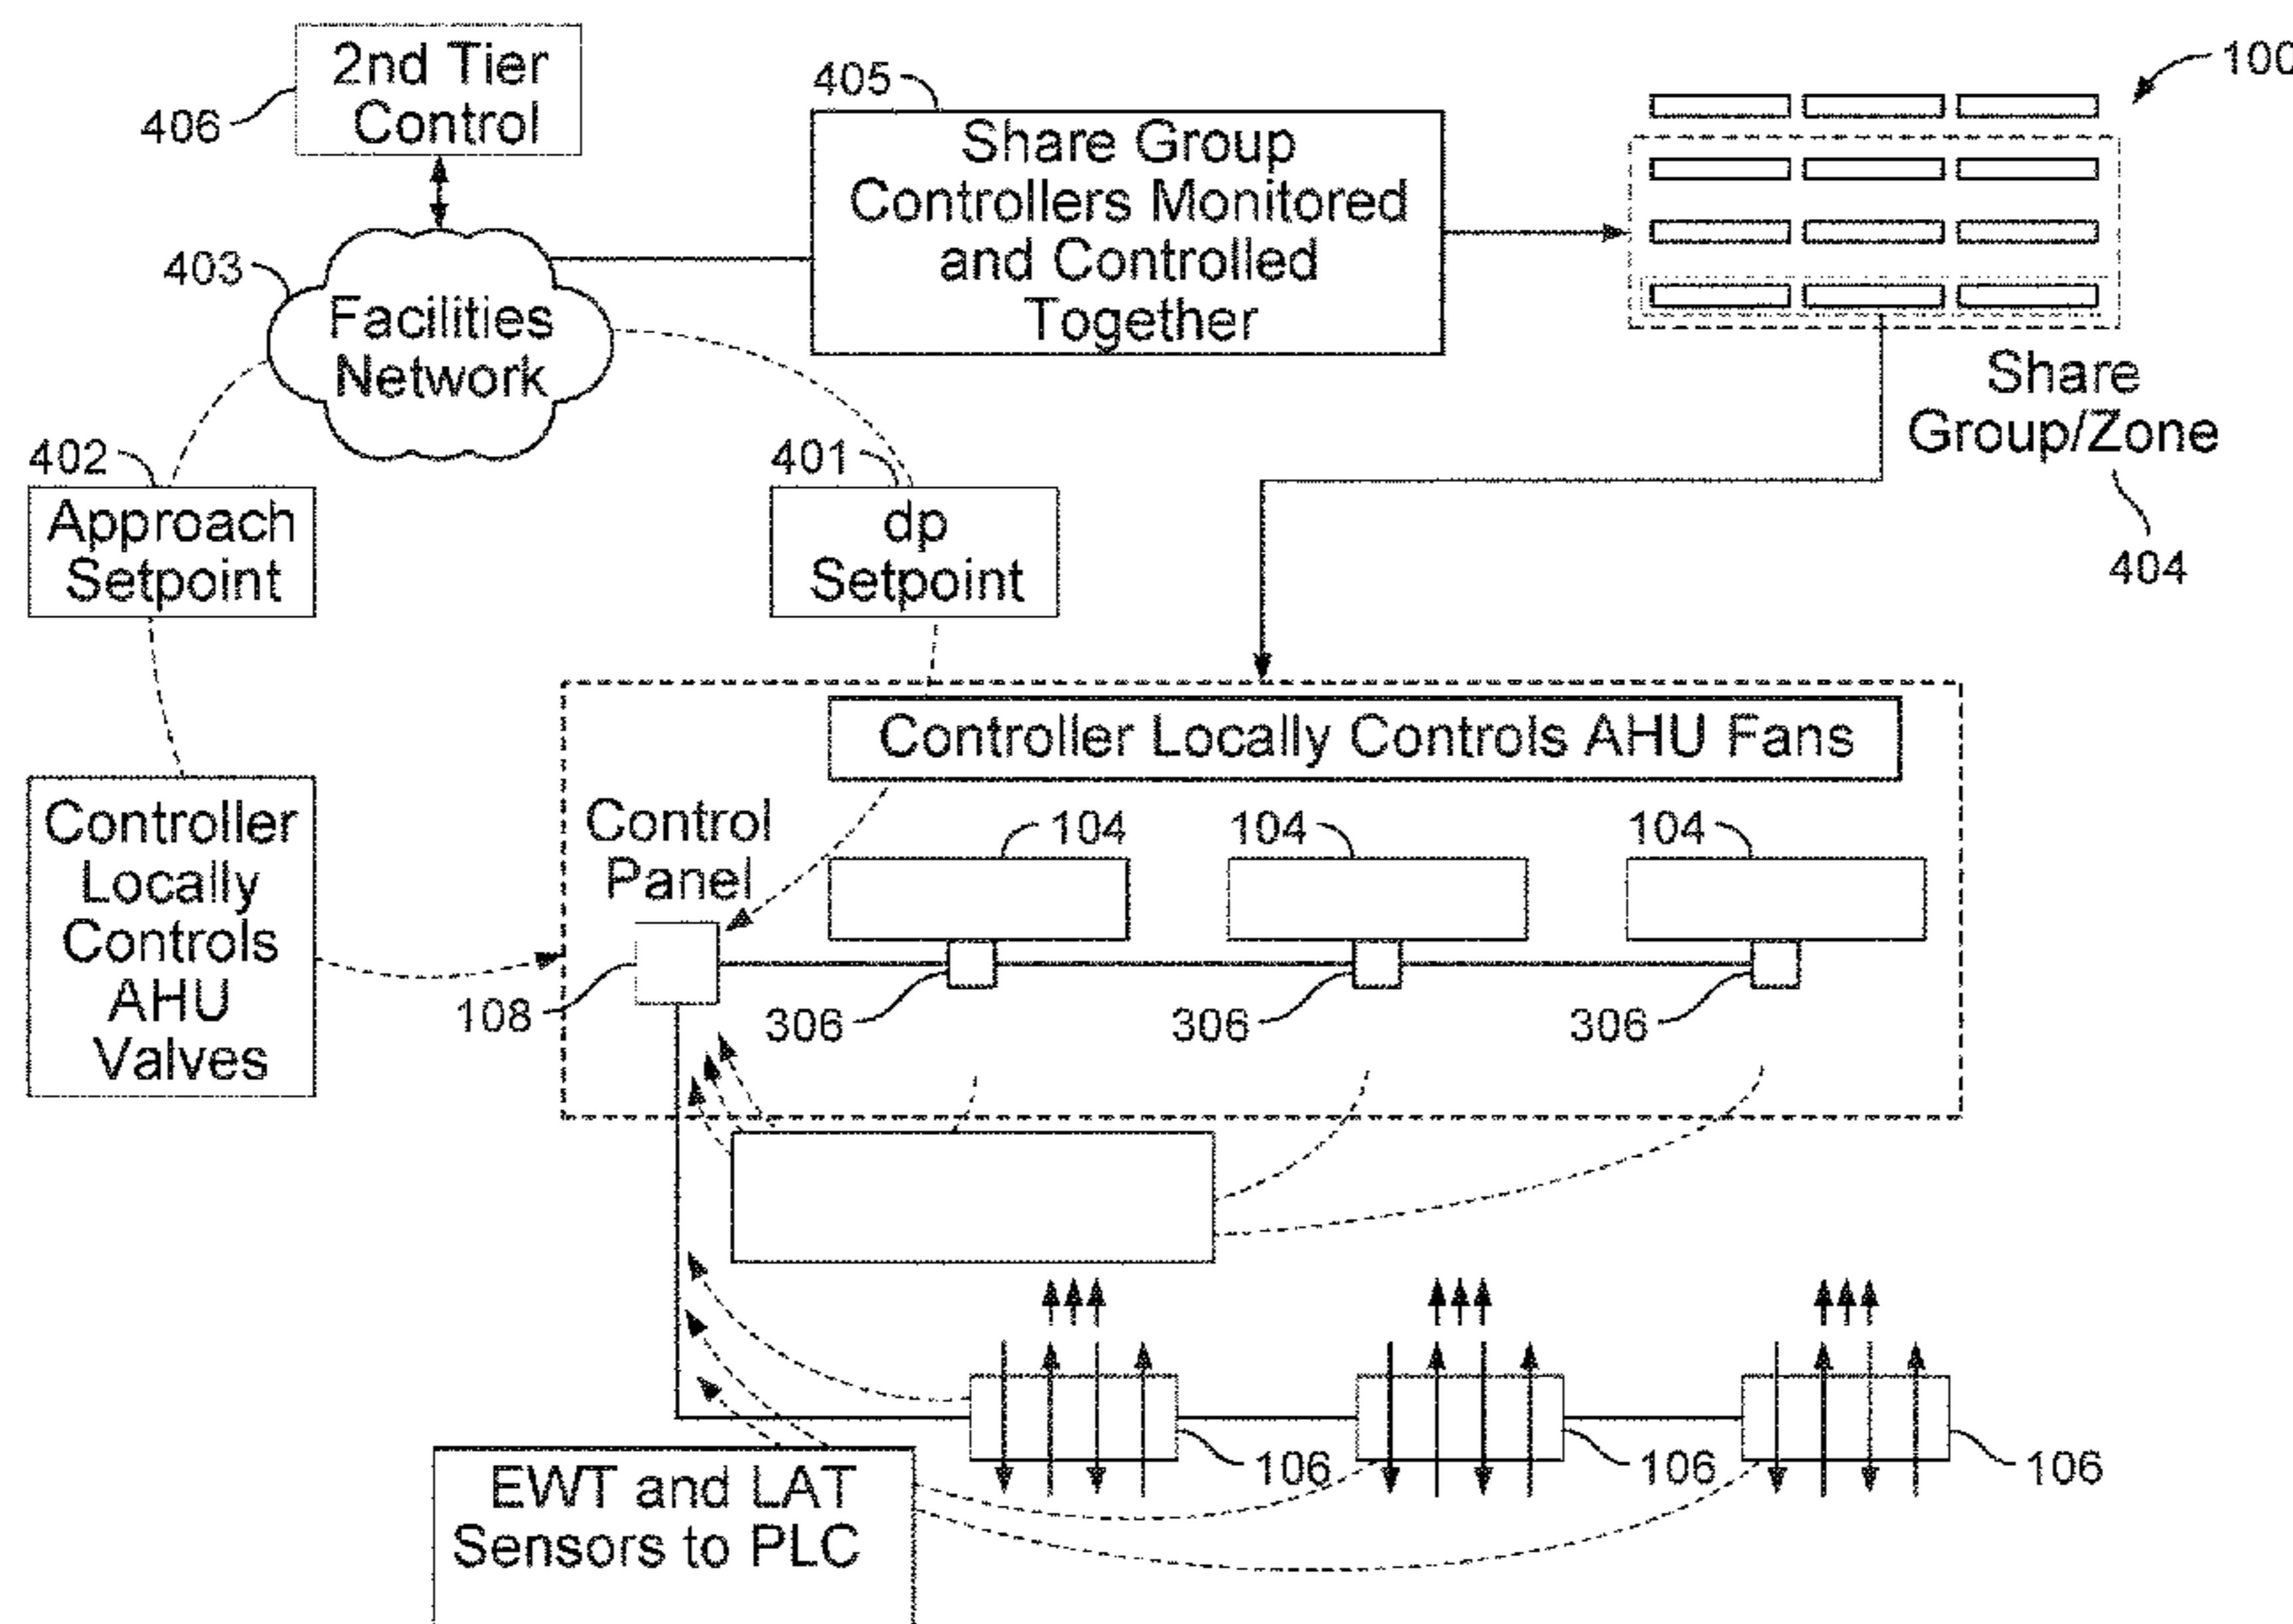 2nd Tier
Control
406
405
Share Group
Controllers Monitored
and Controlled
Together
100
403
Facilities
Network
Share
Group/Zone
404
402
Approach
Setpoint
401
dp
Setpoint
Controller Locally Controls AHU Fans
Controller
Locally
Controls
AHU
Valves
Control
Panel
104
104
104
108
306
306
306
106
106
106
EWT and LAT
Sensors to PLC